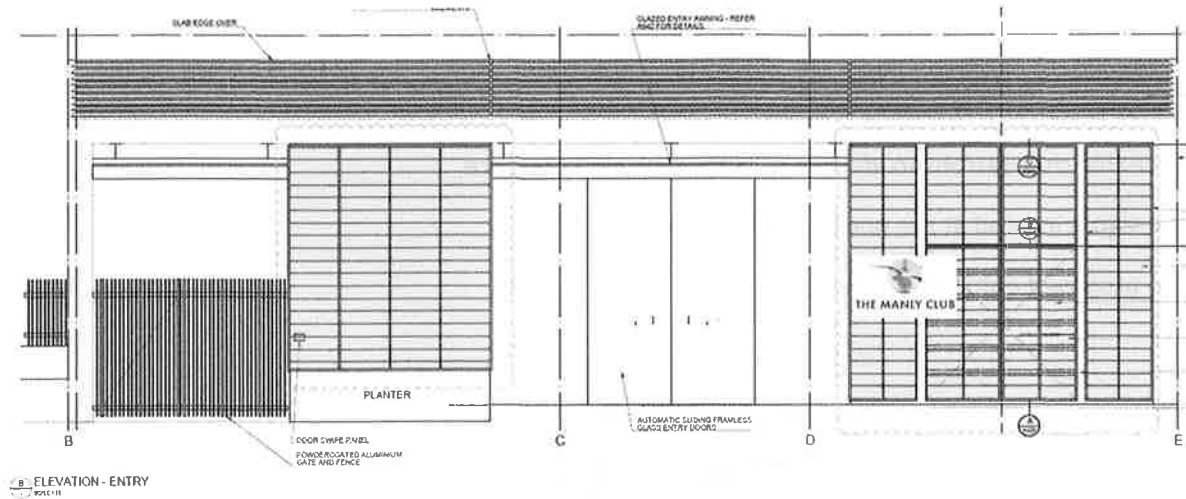 SLAB EDGE OVER
GLAZED ENTRY AWNING - REFER
FOR DETAILS
THE MANLY CLUB
PLANTER
AUTOMATIC SLIDING FRAMLESS
GLASS ENTRY DOORS
B
C
D
E
DOOR SWIPE PANEL
POWDERCOATED ALUMINIUM
GATE AND FENCE
B
ELEVATION - ENTRY